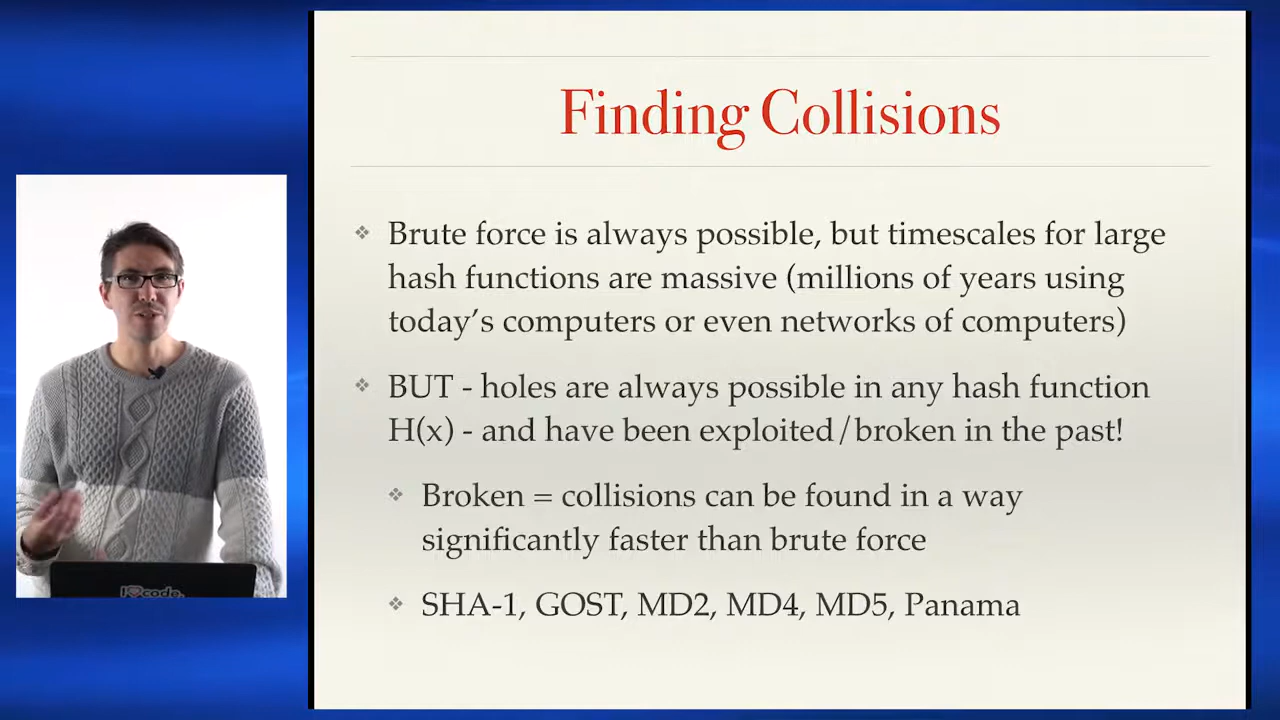 Finding Collisions
❖ Brute force is always possible, but timescales for large
hash functions are massive (millions of years using
today's computers or even networks of computers)
❖ BUT - holes are always possible in any hash function
H(x) - and have been exploited/broken in the past!
❖ Broken = collisions can be found in a way
significantly faster than brute force
❖ SHA-1, GOST, MD2, MD4, MD5, Panama
I❤code.